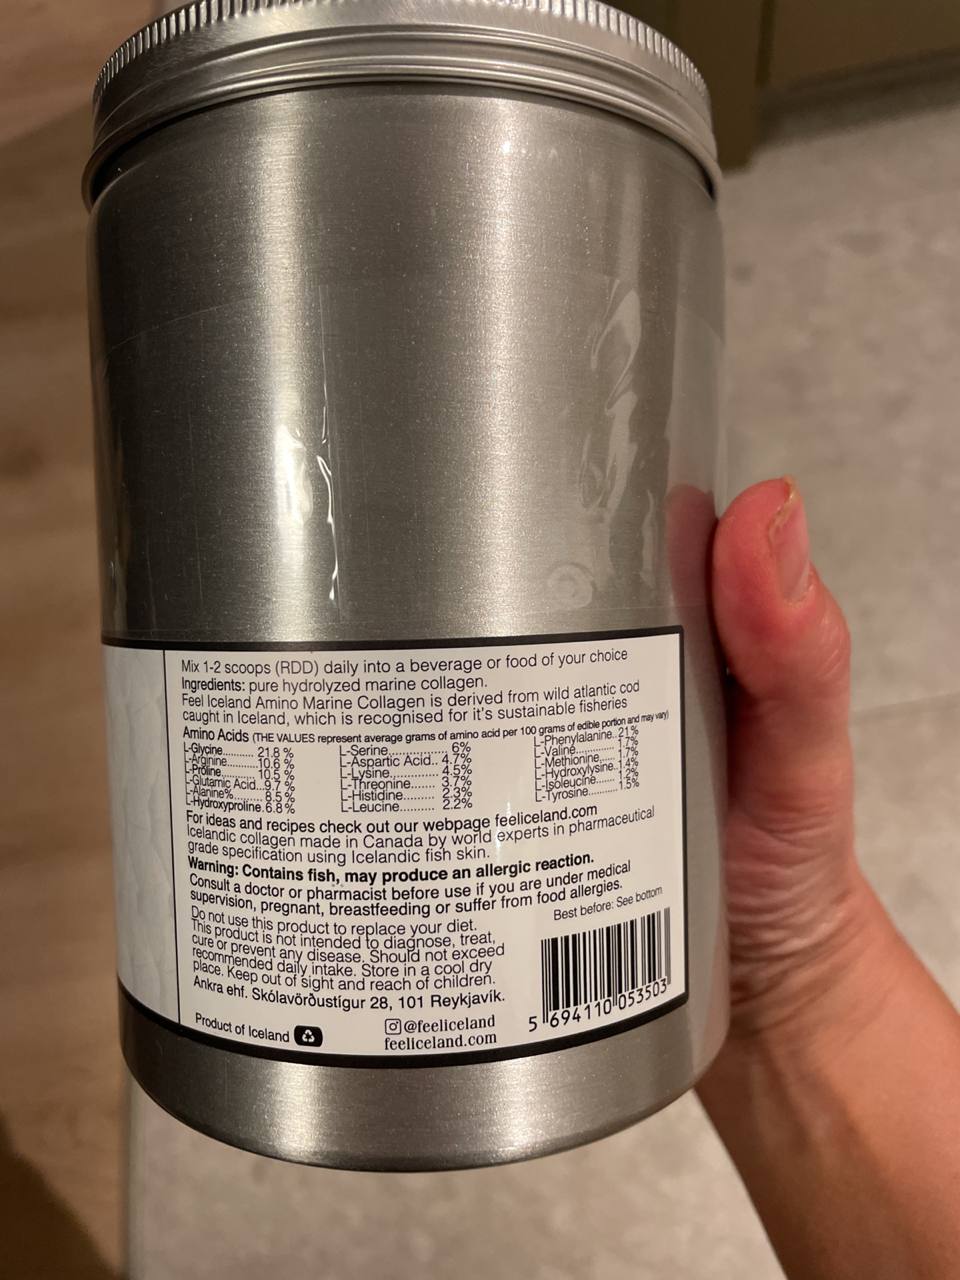 Mix 1-2 scoops (RDD) daily into a beverage or food of your choice
Ingredients: pure hydrolyzed marine collagen.
Feel Iceland Amino Marine Collagen is derived from wild atlantic cod
caught in Iceland, which is recognised for it's sustainable fisheries
Amino Acids (THE VALUES represent average grams of amino acid per 100 grams of edible portion and may vary)
L-Glycine.......... 21.8 %
L-Arginine......... 10.6 %
L-Proline........... 10.5 %
L-Glutamic Acid...9.7 %
L-Alanine%......... 8.5 %
L-Hydroxyproline. 6.8 %
L-Serine............. 6%
L-Aspartic Acid.. 4.7%
L-Lysine............. 4.5%
L-Threonine....... 3.7%
L-Histidine......... 2.3%
L-Leucine.......... 2.2%
L-Phenylalanine.. 21%
L-Valine............. 1.7%
L-Methionine...... 1.7%
L-Hydroxylysine.. 1.4%
L-Isoleucine....... 1.2%
L-Tyrosine......... 1.5%
For ideas and recipes check out our webpage feeliceland.com
Icelandic collagen made in Canada by world experts in pharmaceutical
grade specification using Icelandic fish skin.
Warning: Contains fish, may produce an allergic reaction.
Consult a doctor or pharmacist before use if you are under medical
supervision, pregnant, breastfeeding or suffer from food allergies.
Do not use this product to replace your diet.
This product is not intended to diagnose, treat,
cure or prevent any disease. Should not exceed
recommended daily intake. Store in a cool dry
place. Keep out of sight and reach of children.
Ankra ehf. Skólavörðustígur 28, 101 Reykjavík.
Best before: See bottom
5 694110 053503
Product of Iceland
@feeliceland
feeliceland.com